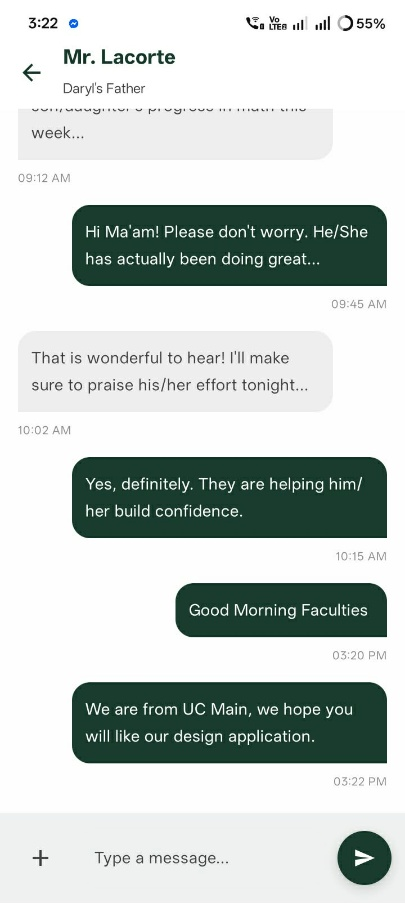 3:22
Vo
LTE
55%
Mr. Lacorte
Daryl's Father
son/daughter's progress in math this
week...
09:12 AM
Hi Ma'am! Please don't worry. He/She
has actually been doing great...
09:45 AM
That is wonderful to hear! I'll make
sure to praise his/her effort tonight...
10:02 AM
Yes, definitely. They are helping him/
her build confidence.
10:15 AM
Good Morning Faculties
03:20 PM
We are from UC Main, we hope you
will like our design application.
03:22 PM
+ Type a message...